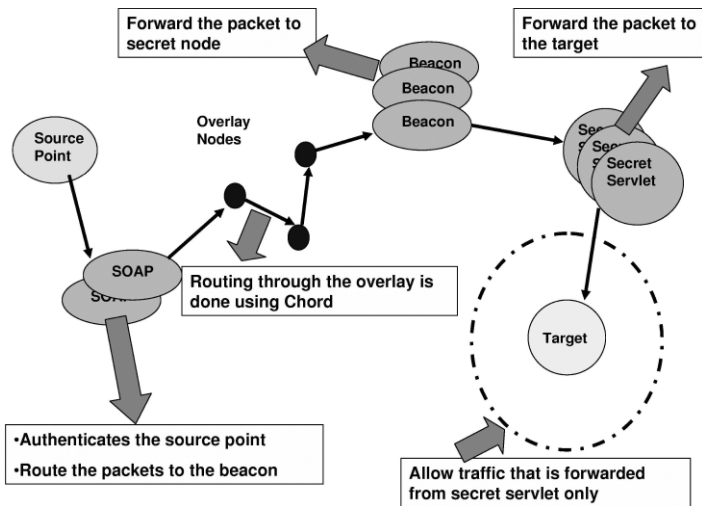 Forward the packet to
secret node
Forward the packet to
the target
Beacon
Beacon
Beacon
Overlay
Nodes
Source
Point
Secret
Servlet
SOAP
Routing through the overlay is
done using Chord
Target
•Authenticates the source point
•Route the packets to the beacon
Allow traffic that is forwarded
from secret servlet only